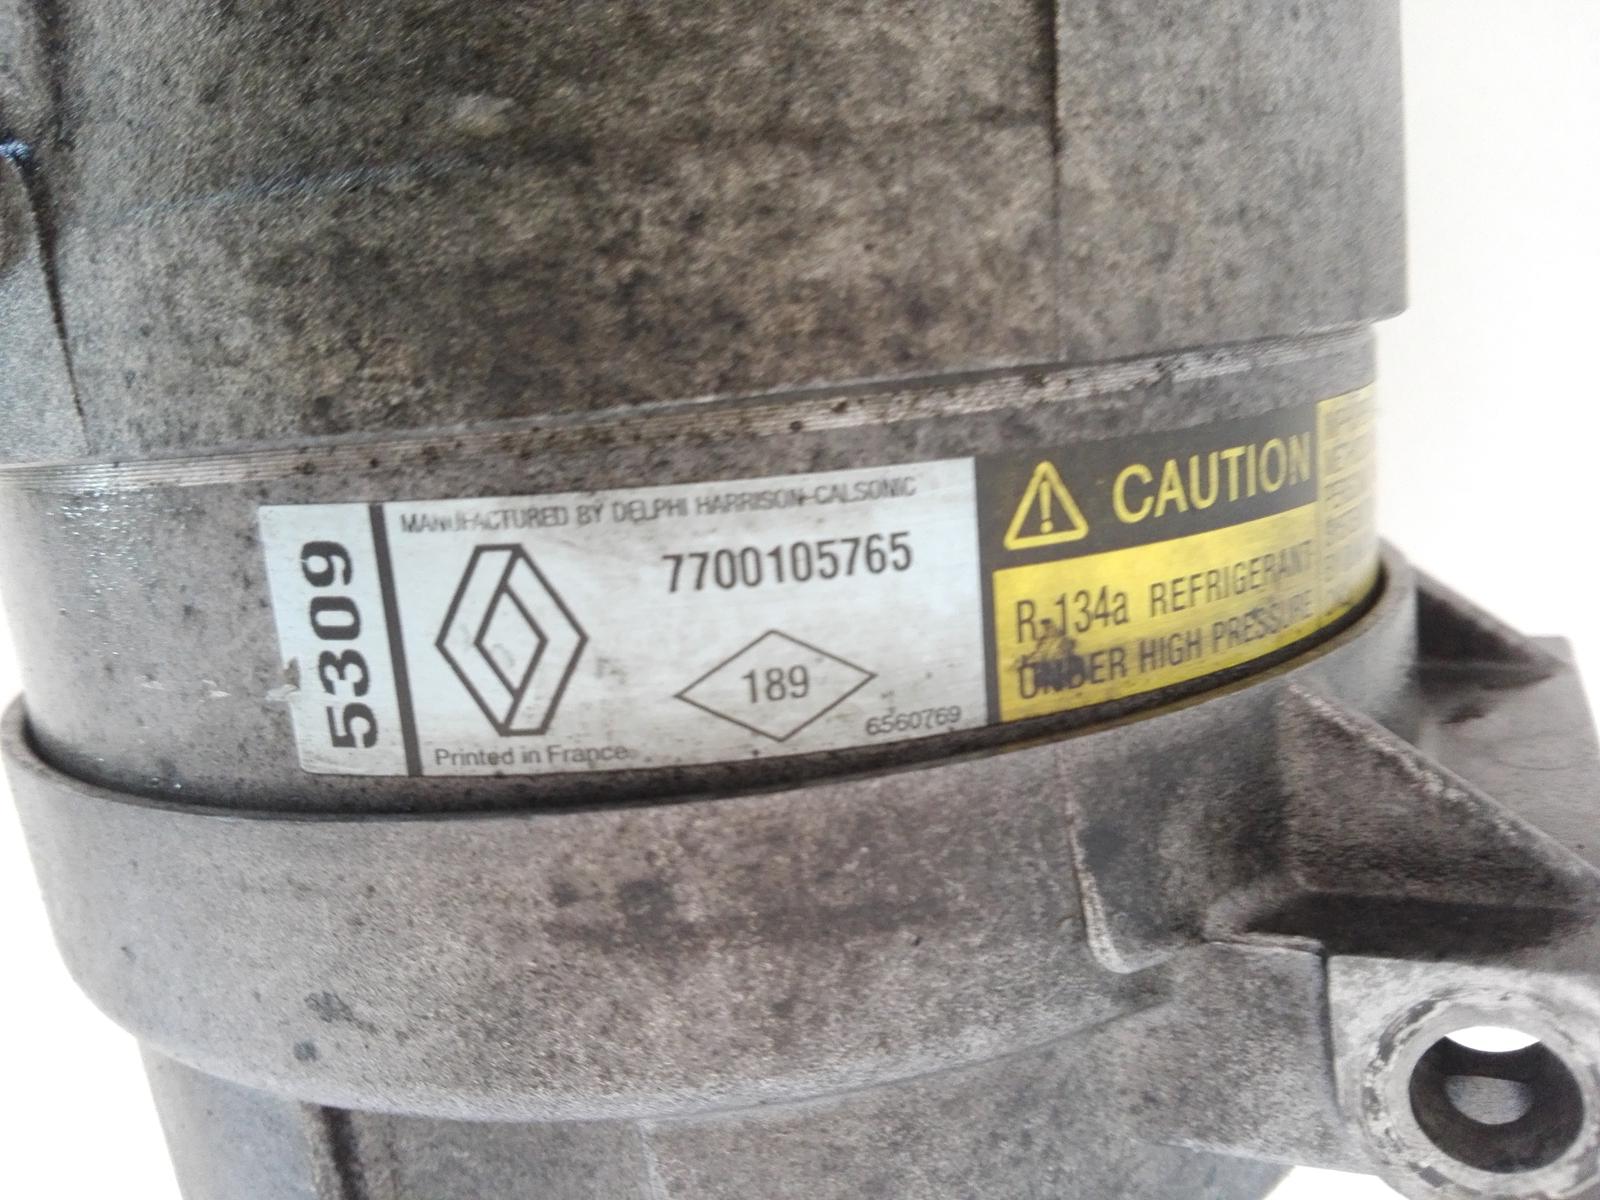 5309
MANUFACTURED BY DELPHI HARRISON-CALSONIC
7700105765
189
6560769
Printed in France
CAUTION
R-134a REFRIGERANT
UNDER HIGH PRESSURE